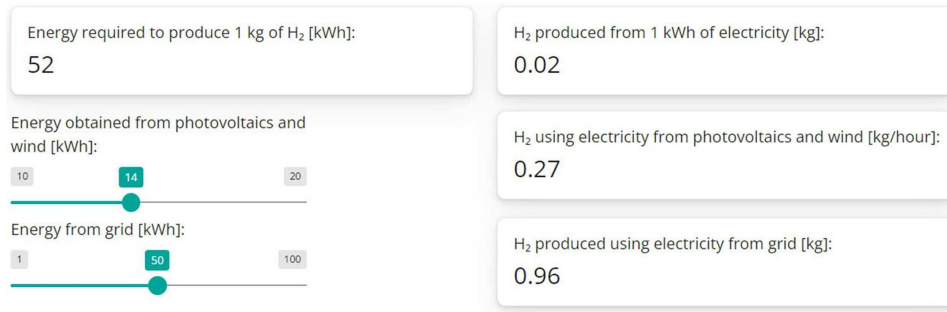 Energy required to produce 1 kg of H₂ [kWh]:
52
Energy obtained from photovoltaics and
wind [kWh]:
10 14 20
Energy from grid [kWh]:
1 50 100
H₂ produced from 1 kWh of electricity [kg]:
0.02
H₂ using electricity from photovoltaics and wind [kg/hour]:
0.27
H₂ produced using electricity from grid [kg]:
0.96